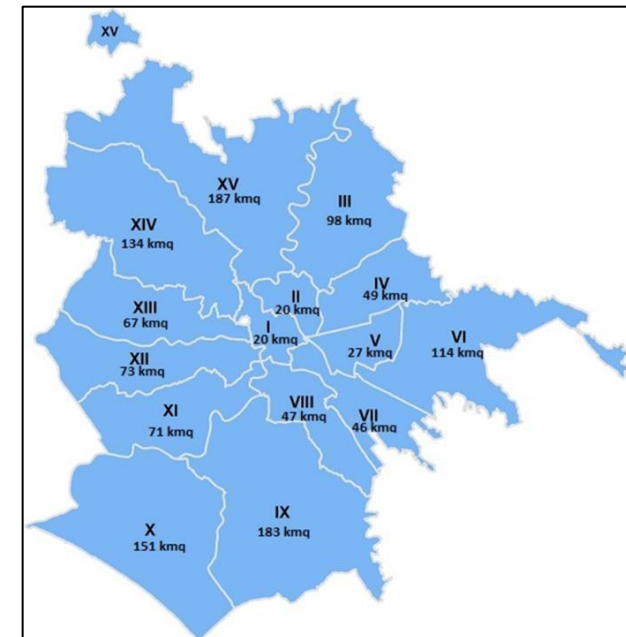 XV
XV
187 kmq
III
98 kmq
XIV
134 kmq
IV
49 kmq
II
20 kmq
XIII
67 kmq
I
20 kmq
V
27 kmq
VI
114 kmq
XII
73 kmq
XI
71 kmq
VIII
47 kmq
VII
46 kmq
IX
183 kmq
X
151 kmq